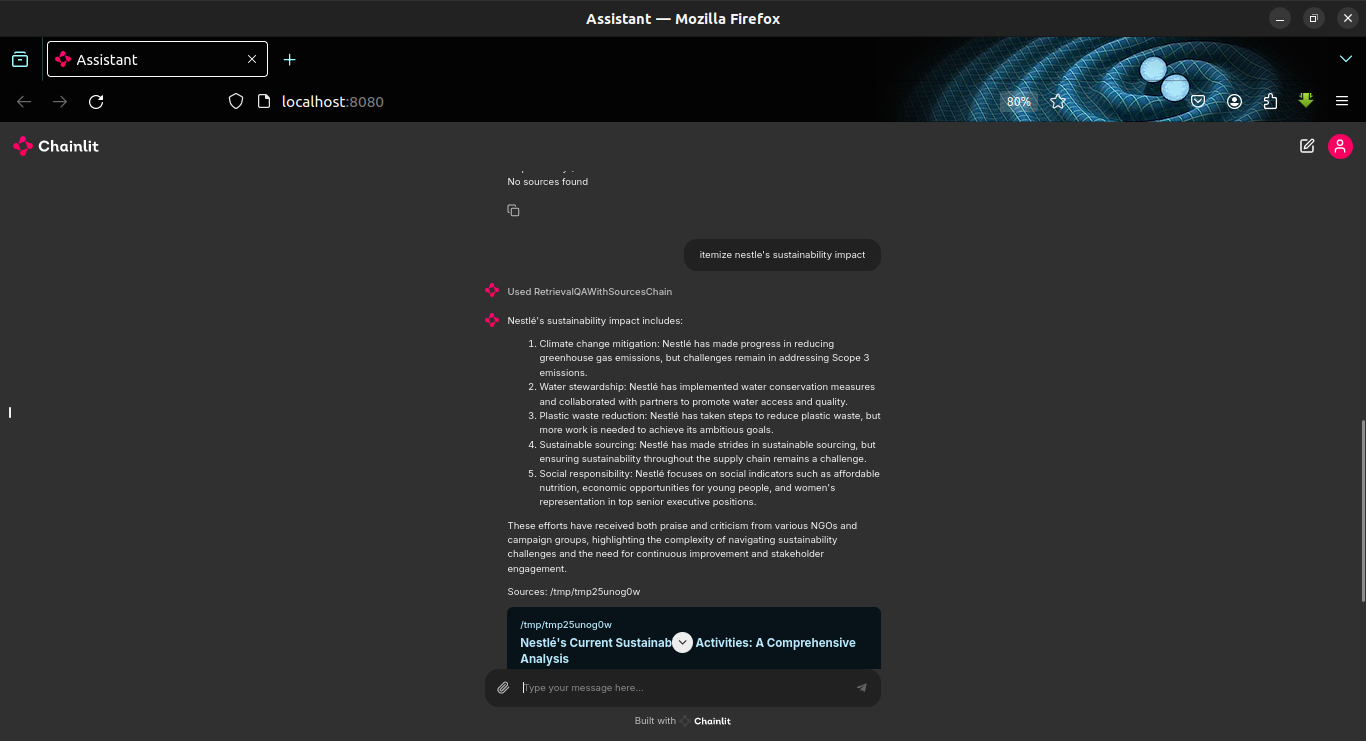 Assistant — Mozilla Firefox
Assistant
localhost:8080
80%
Chainlit
No sources found
itemize nestle's sustainability impact
Used RetrievalQAWithSourcesChain
Nestlé's sustainability impact includes:
1. Climate change mitigation: Nestlé has made progress in reducing
greenhouse gas emissions, but challenges remain in addressing Scope 3
emissions.
2. Water stewardship: Nestlé has implemented water conservation measures
and collaborated with partners to promote water access and quality.
3. Plastic waste reduction: Nestlé has taken steps to reduce plastic waste, but
more work is needed to achieve its ambitious goals.
4. Sustainable sourcing: Nestlé has made strides in sustainable sourcing, but
ensuring sustainability throughout the supply chain remains a challenge.
5. Social responsibility: Nestlé focuses on social indicators such as affordable
nutrition, economic opportunities for young people, and women's
representation in top senior executive positions.
These efforts have received both praise and criticism from various NGOs and
campaign groups, highlighting the complexity of navigating sustainability
challenges and the need for continuous improvement and stakeholder
engagement.
Sources: /tmp/tmp25unog0w
/tmp/tmp25unog0w
Nestlé's Current Sustainab Activities: A Comprehensive
Analysis
Type your message here...
Built with Chainlit